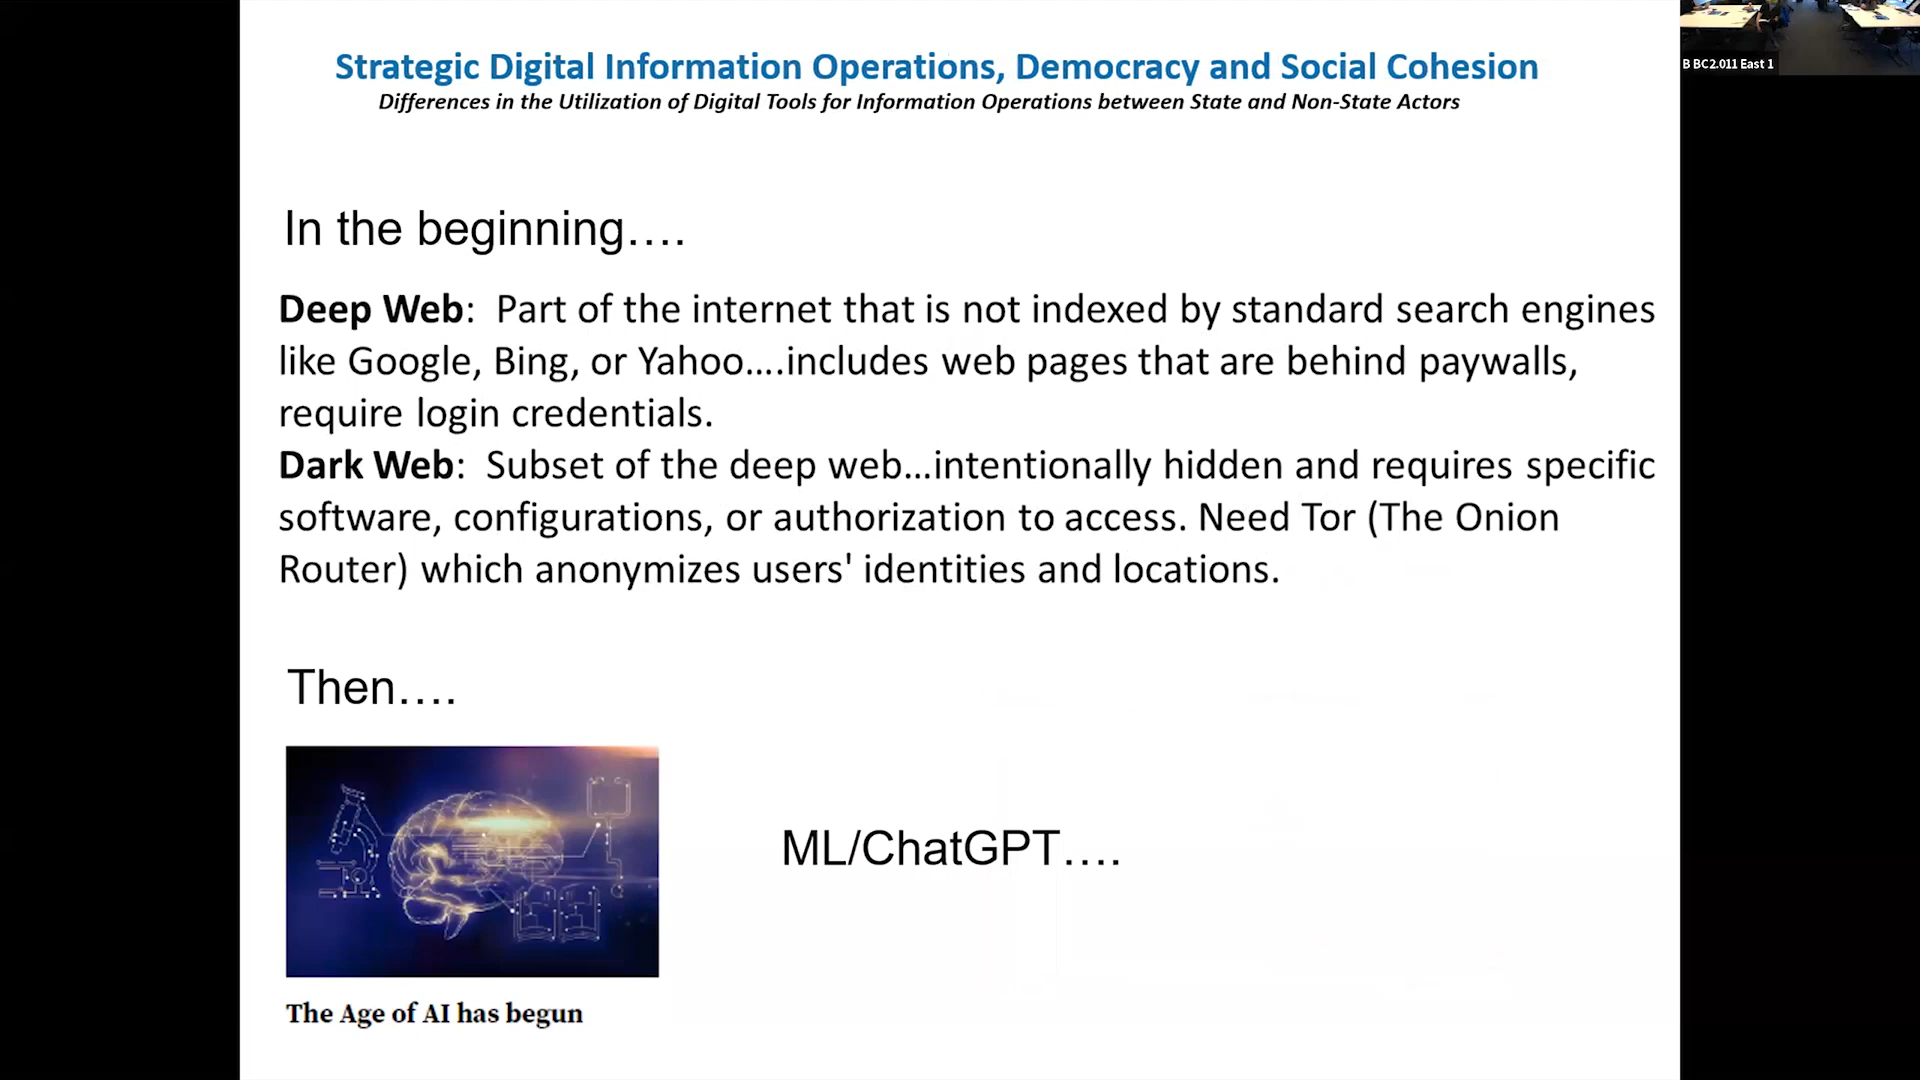 Strategic Digital Information Operations, Democracy and Social Cohesion
Differences in the Utilization of Digital Tools for Information Operations between State and Non-State Actors
B BC2.011 East 1
In the beginning….
Deep Web:  Part of the internet that is not indexed by standard search engines
like Google, Bing, or Yahoo….includes web pages that are behind paywalls,
require login credentials.
Dark Web:  Subset of the deep web…intentionally hidden and requires specific
software, configurations, or authorization to access. Need Tor (The Onion
Router) which anonymizes users' identities and locations.
Then….
ML/ChatGPT….
The Age of AI has begun